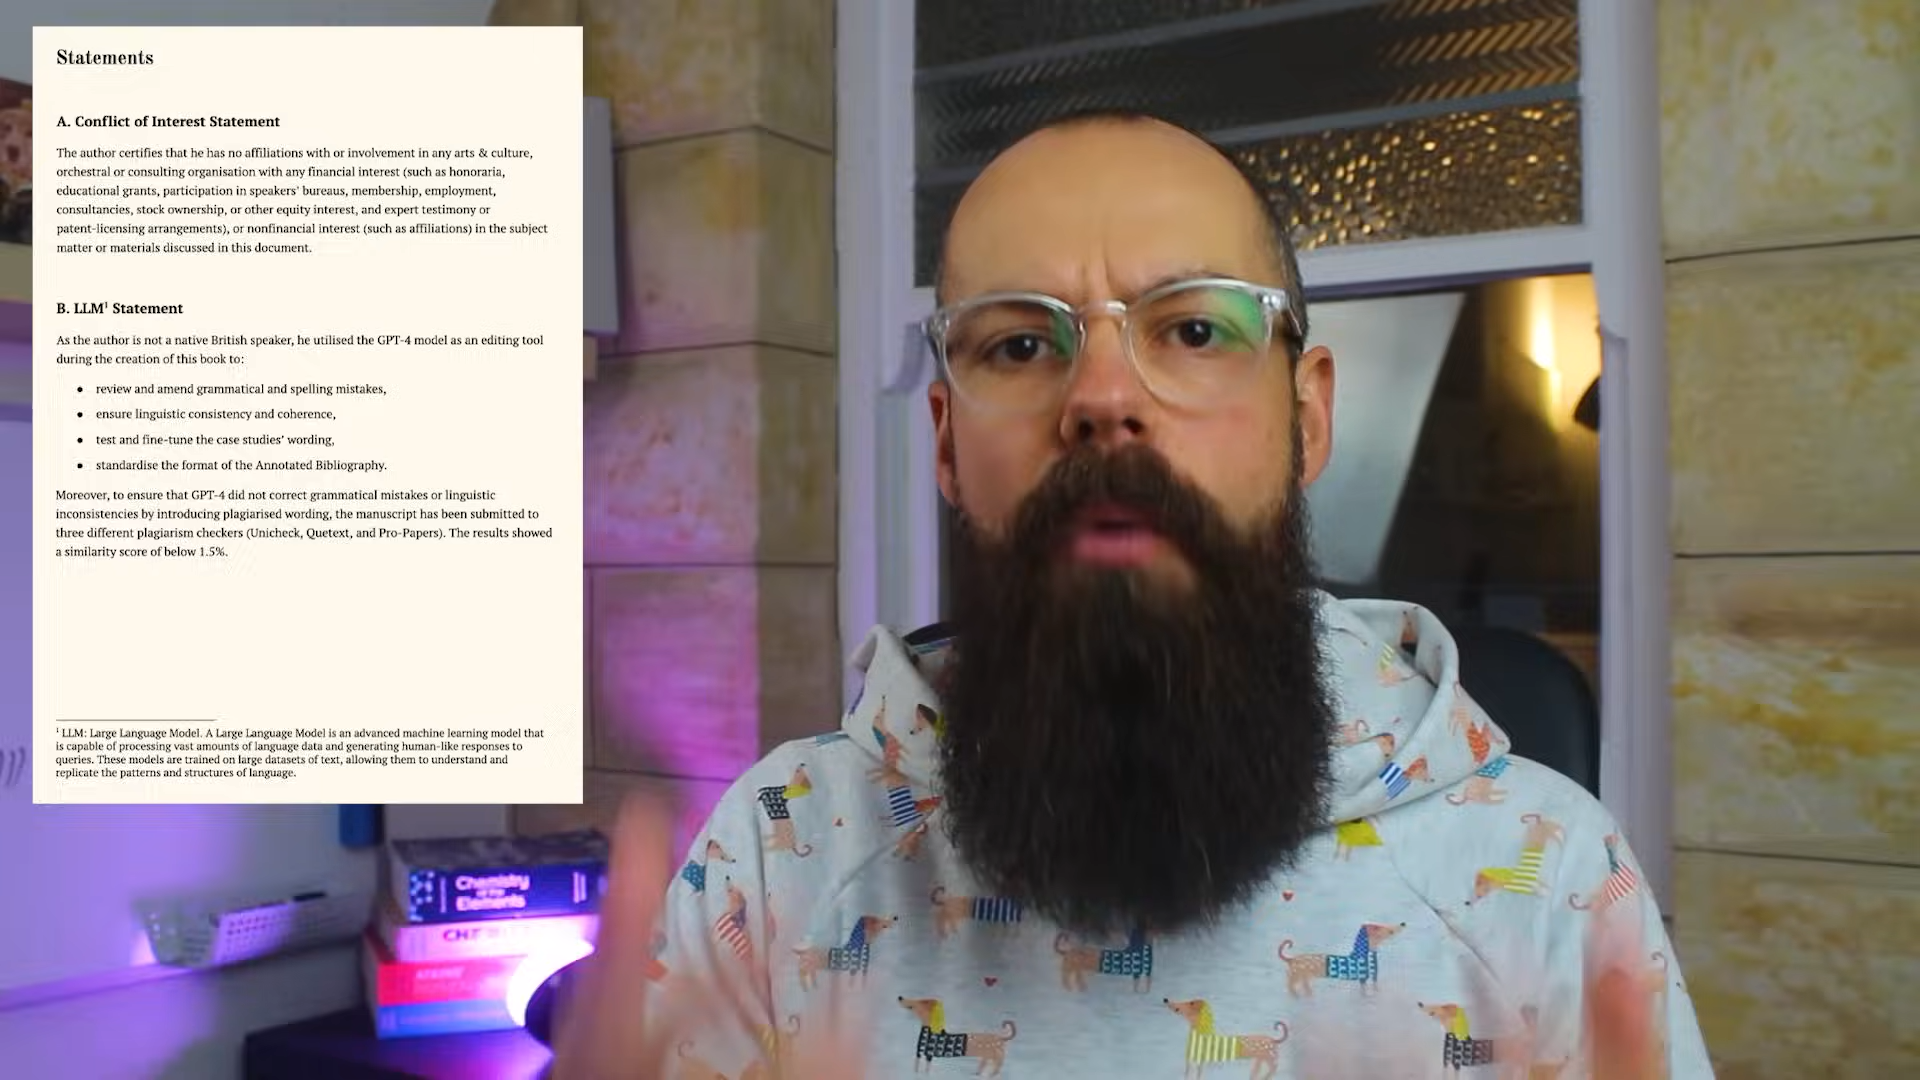 Statements
A. Conflict of Interest Statement
The author certifies that he has no affiliations with or involvement in any arts & culture,
orchestral or consulting organisation with any financial interest (such as honoraria,
educational grants, participation in speakers' bureaus, membership, employment,
consultancies, stock ownership, or other equity interest, and expert testimony or
patent-licensing arrangements), or nonfinancial interest (such as affiliations) in the subject
matter or materials discussed in this document.
B. LLM¹ Statement
As the author is not a native British speaker, he utilised the GPT-4 model as an editing tool
during the creation of this book to:
● review and amend grammatical and spelling mistakes,
● ensure linguistic consistency and coherence,
● test and fine-tune the case studies' wording,
● standardise the format of the Annotated Bibliography.
Moreover, to ensure that GPT-4 did not correct grammatical mistakes or linguistic
inconsistencies by introducing plagiarised wording, the manuscript has been submitted to
three different plagiarism checkers (Unicheck, Quetext, and Pro-Papers). The results showed
a similarity score of below 1.5%.
¹ LLM: Large Language Model. A Large Language Model is an advanced machine learning model that
is capable of processing vast amounts of language data and generating human-like responses to
queries. These models are trained on large datasets of text, allowing them to understand and
replicate the patterns and structures of language.
Chemistry
of the
Elements